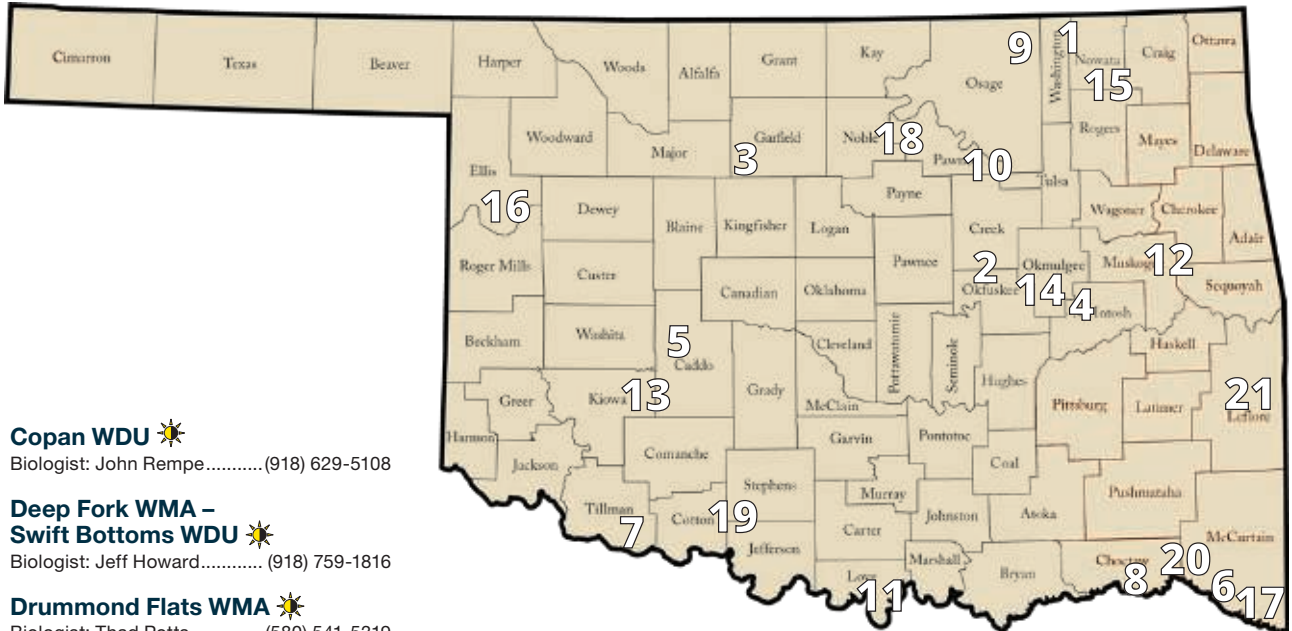 Cimarron
Texas
Beaver
Harper
Woods
Alfalfa
Grant
Kay
9
Osage
Washington
1
Nowata
Craig
Ottawa
15
Woodward
Major
3
Garfield
Noble
18
Pawn
10
Rogers
Mayes
Delaware
Ellis
16
Dewey
Blaine
Kingfisher
Logan
Payne
Tulsa
Wagoner
Cherokee
Adair
Creek
Roger Mills
Custer
Canadian
Oklahoma
Pawnee
2
Okfuskee
Okmulgee
14
4
Intosh
Musko
12
Sequoyah
Beckham
Washita
5
Caddo
Cleveland
Pottawatamie
Seminole
Haskell
Greer
Kiowa
13
Grady
McClain
Hughes
Pittsburg
Latimer
21
Leflore
Harmon
Jackson
Comanche
Garvin
Pontotoc
Coal
Tillman
7
Cotton
19
Stephens
Murray
Johnston
Atoka
Pushmataha
McCurtain
Jefferson
Carter
Love
11
Marshall
Bryan
Choctaw
8
20
6
17
Copan WDU
Biologist: John Rempe...........(918) 629-5108
Deep Fork WMA –
Swift Bottoms WDU
Biologist: Jeff Howard............ (918) 759-1816
Drummond Flats WMA